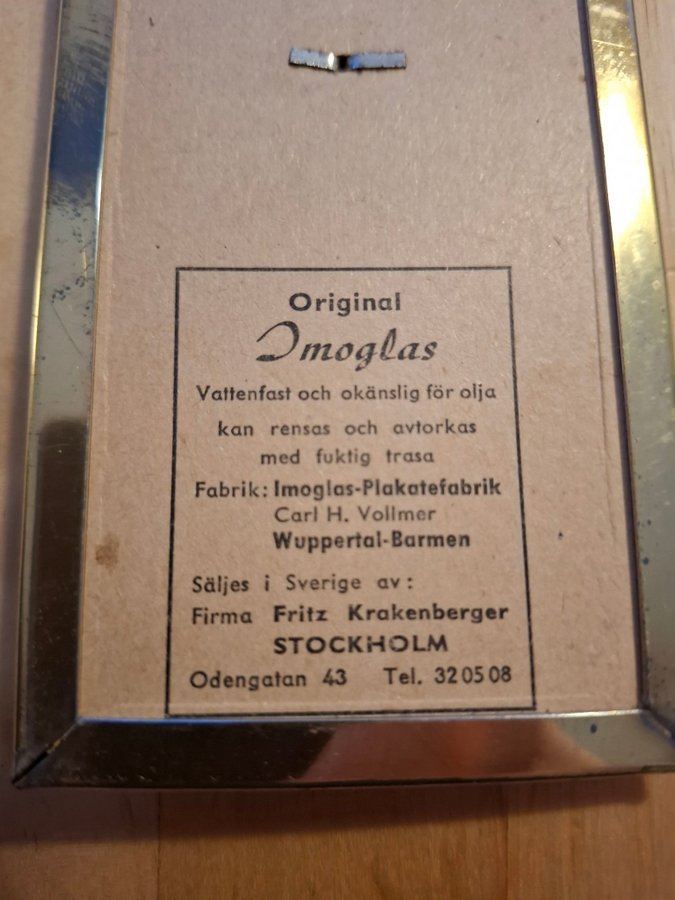 Original
Imoglas
Vattenfast och okänslig för olja
kan rensas och avtorkas
med fuktig trasa
Fabrik: Imoglas-Plakatefabrik
Carl H. Vollmer
Wuppertal-Barmen
Säljes i Sverige av:
Firma Fritz Krakenberger
STOCKHOLM
Odengatan 43 Tel. 32 05 08